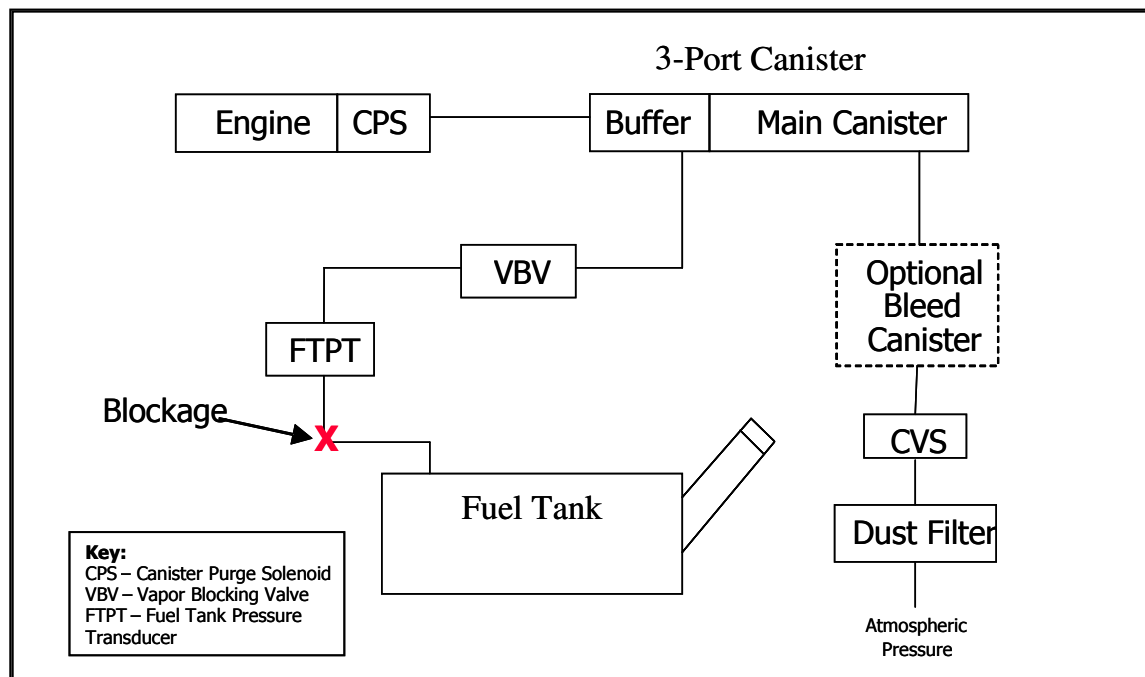 3-Port Canister
Engine CPS Buffer Main Canister
VBV
Optional
Bleed
Canister
FTPT
Blockage
X
CVS
Fuel Tank
Dust Filter
Key:
CPS – Canister Purge Solenoid
VBV – Vapor Blocking Valve
FTPT – Fuel Tank Pressure
Transducer
Atmospheric
Pressure